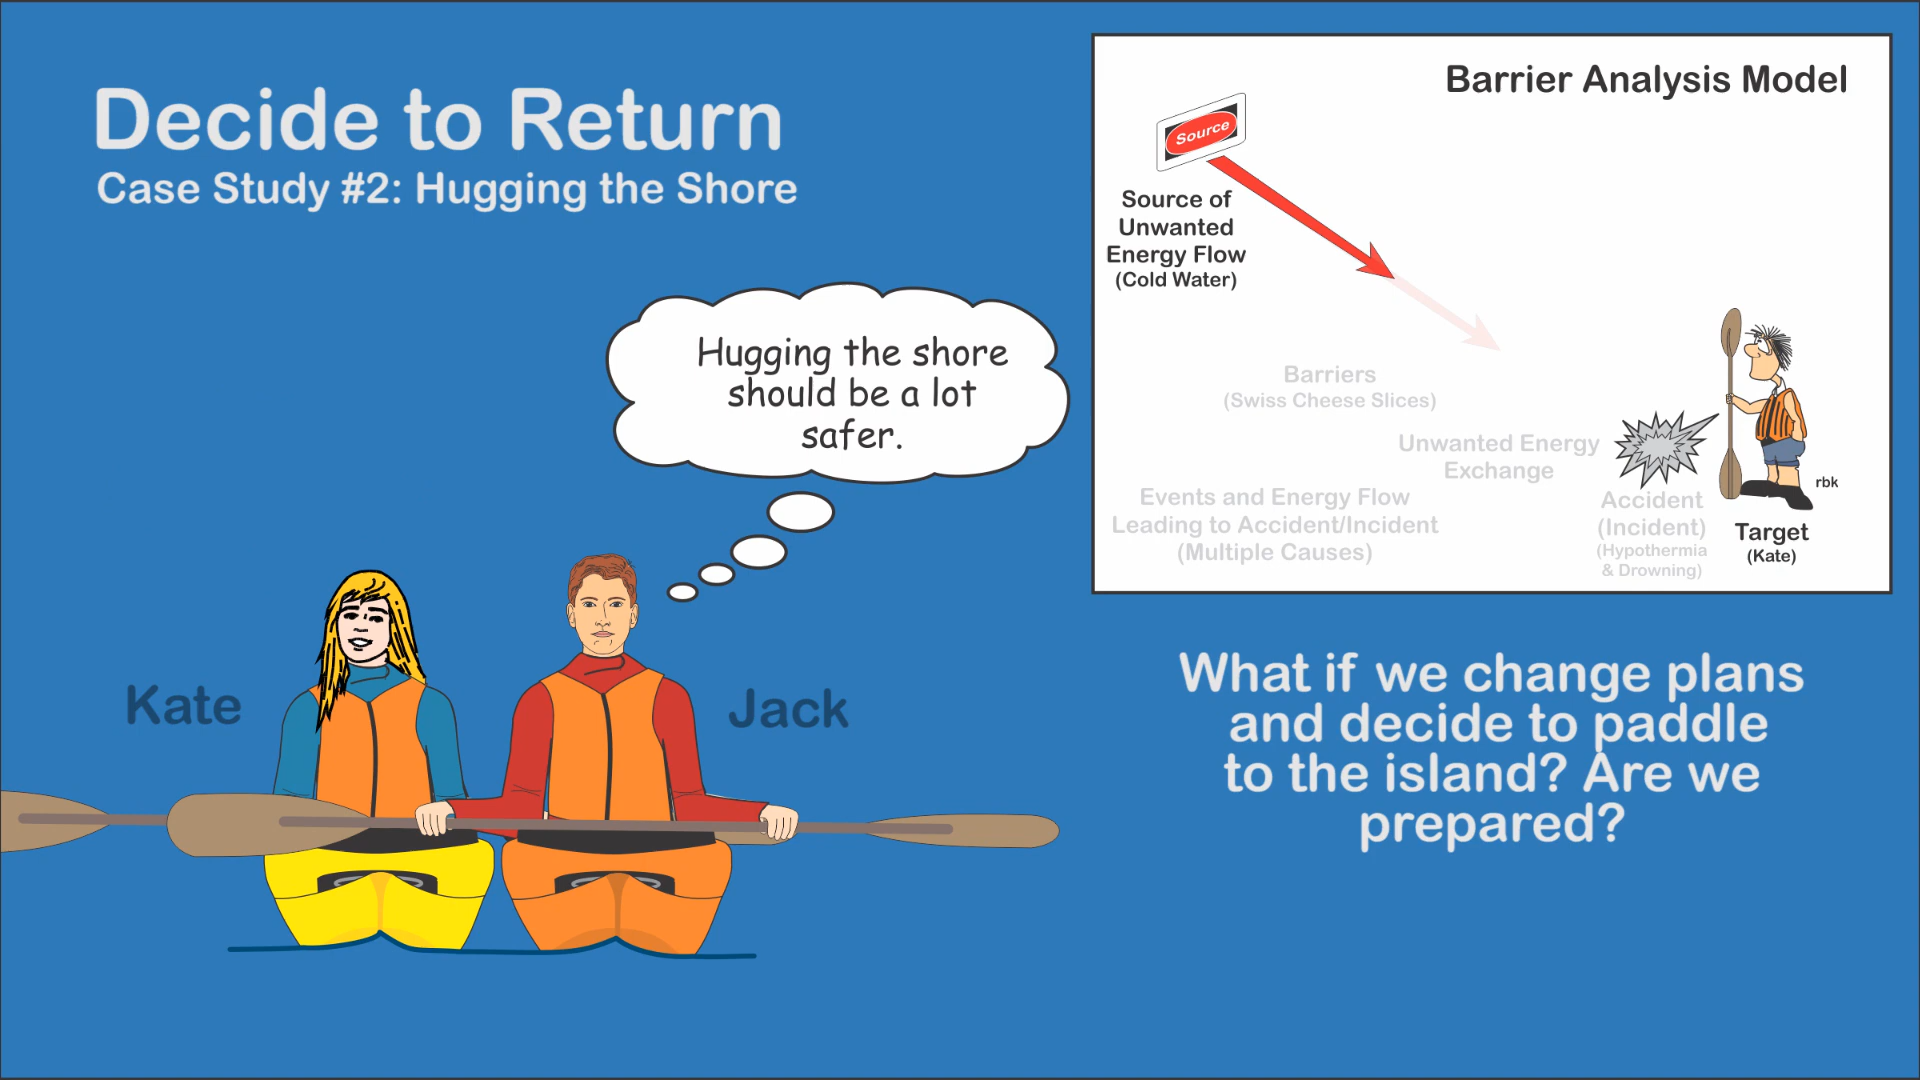 Decide to Return
Case Study #2: Hugging the Shore
Hugging the shore
should be a lot
safer.
Kate
Jack
Barrier Analysis Model
Source
Source of
Unwanted
Energy Flow
(Cold Water)
Barriers
(Swiss Cheese Slices)
Unwanted Energy
Exchange
Events and Energy Flow
Leading to Accident/Incident
(Multiple Causes)
Accident
(Incident)
(Hypothermia
& Drowning)
rbk
Target
(Kate)
What if we change plans
and decide to paddle
to the island? Are we
prepared?